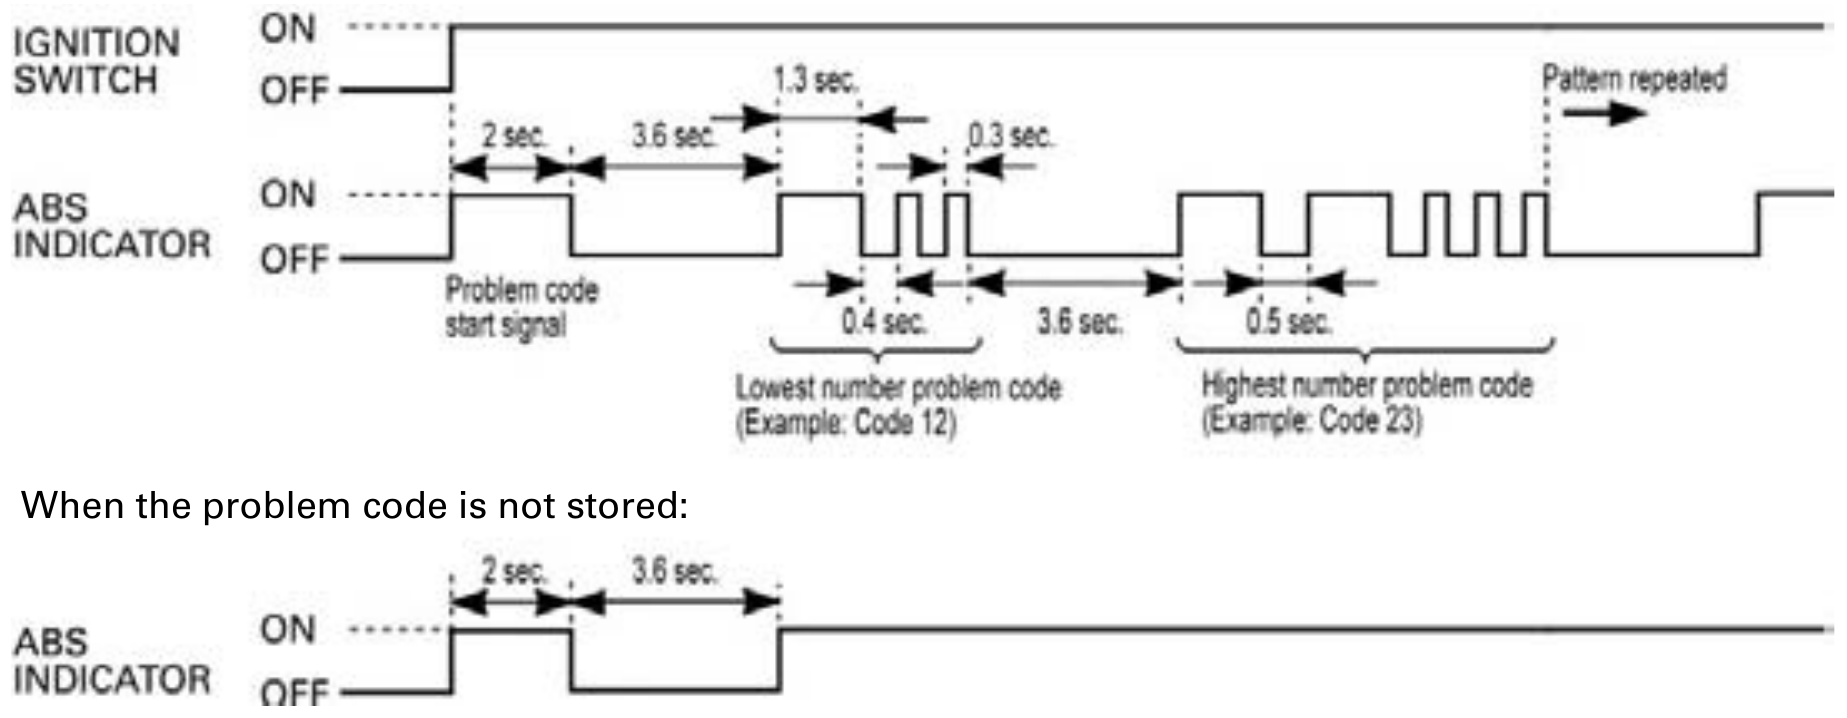 IGNITION
SWITCH
ON
OFF
1.3 sec.
Pattern repeated
2 sec.
3.6 sec.
0.3 sec.
ABS
INDICATOR
ON
OFF
Problem code
start signal
0.4 sec.
3.6 sec.
0.5 sec.
Lowest number problem code
(Example: Code 12)
Highest number problem code
(Example: Code 23)
When the problem code is not stored:
2 sec.
3.6 sec.
ABS
INDICATOR
ON
OFF